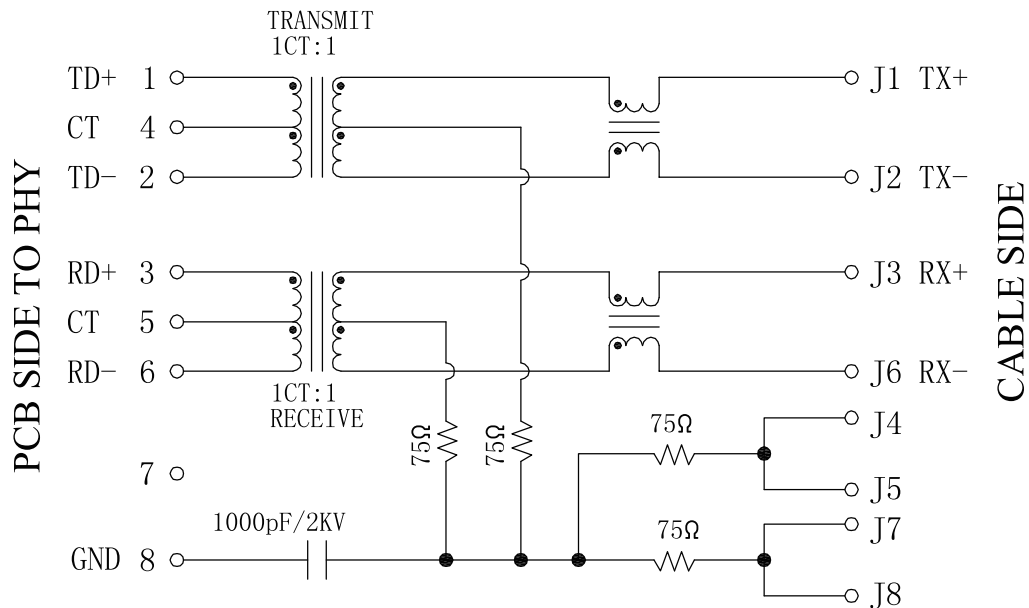 TRANSMIT
1CT:1
TD+ 1
J1 TX+
CT 4
TD- 2
J2 TX-
PCB SIDE TO PHY
CABLE SIDE
RD+ 3
J3 RX+
CT 5
RD- 6
J6 RX-
1CT:1
RECEIVE
75Ω
75Ω
75Ω
J4
7
J5
1000pF/2KV
75Ω
J7
GND 8
J8